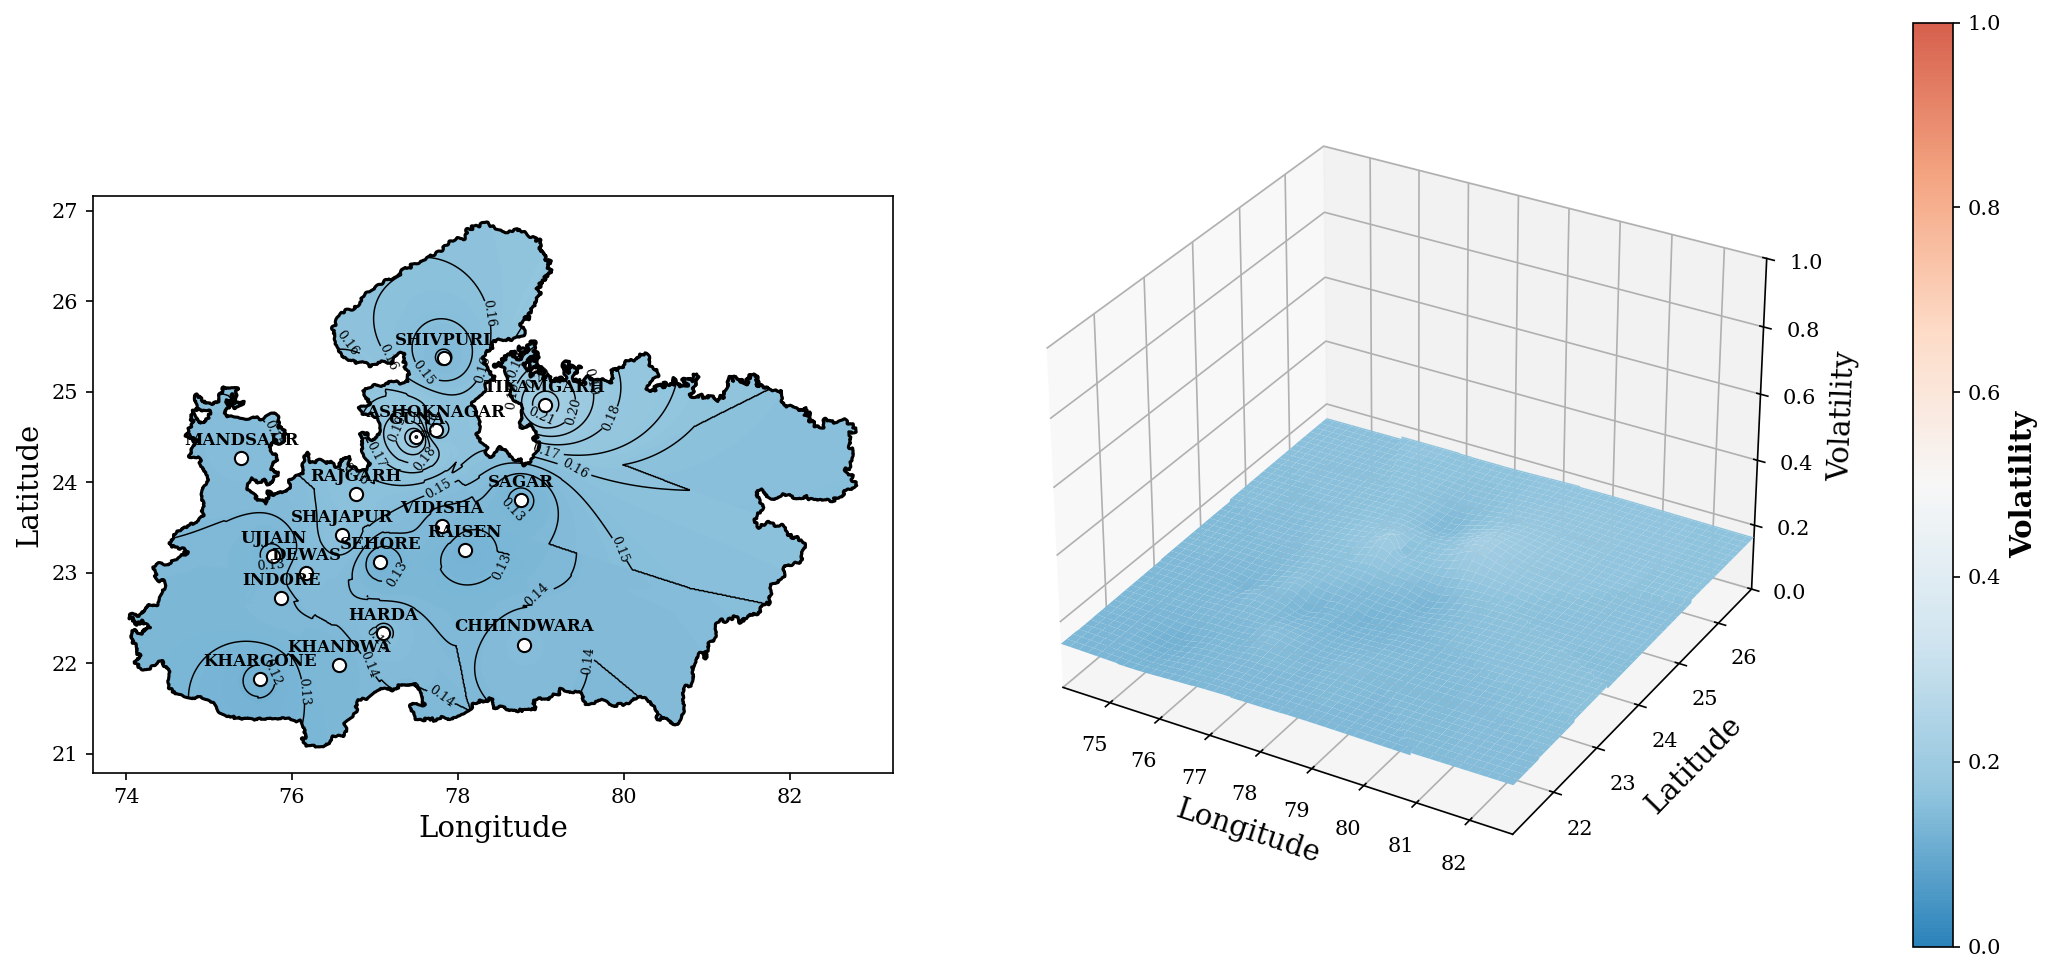 27
26
25
24
23
22
21
Latitude
74
76
78
80
82
Longitude
SHIVPURI
TIKAMGARH
ASHOKNAGAR
GUNA
MANDSAUR
RAJGARH
SAGAR
VIDISHA
SHAJAPUR
RAISEN
UJJAIN
SEHORE
DEWAS
INDORE
HARDA
CHHINDWARA
KHANDWA
KHARGONE
0.16
0.16
0.15
0.20
0.21
0.18
0.17
0.18
0.17
0.16
0.15
0.13
0.15
0.13
0.13
0.13
0.14
0.14
0.14
0.14
0.12
0.13
1.0
0.8
0.6
0.4
0.2
0.0
Volatility
75
76
77
78
79
80
81
82
Longitude
22
23
24
25
26
Latitude
1.0
0.8
0.6
0.4
0.2
0.0
Volatility